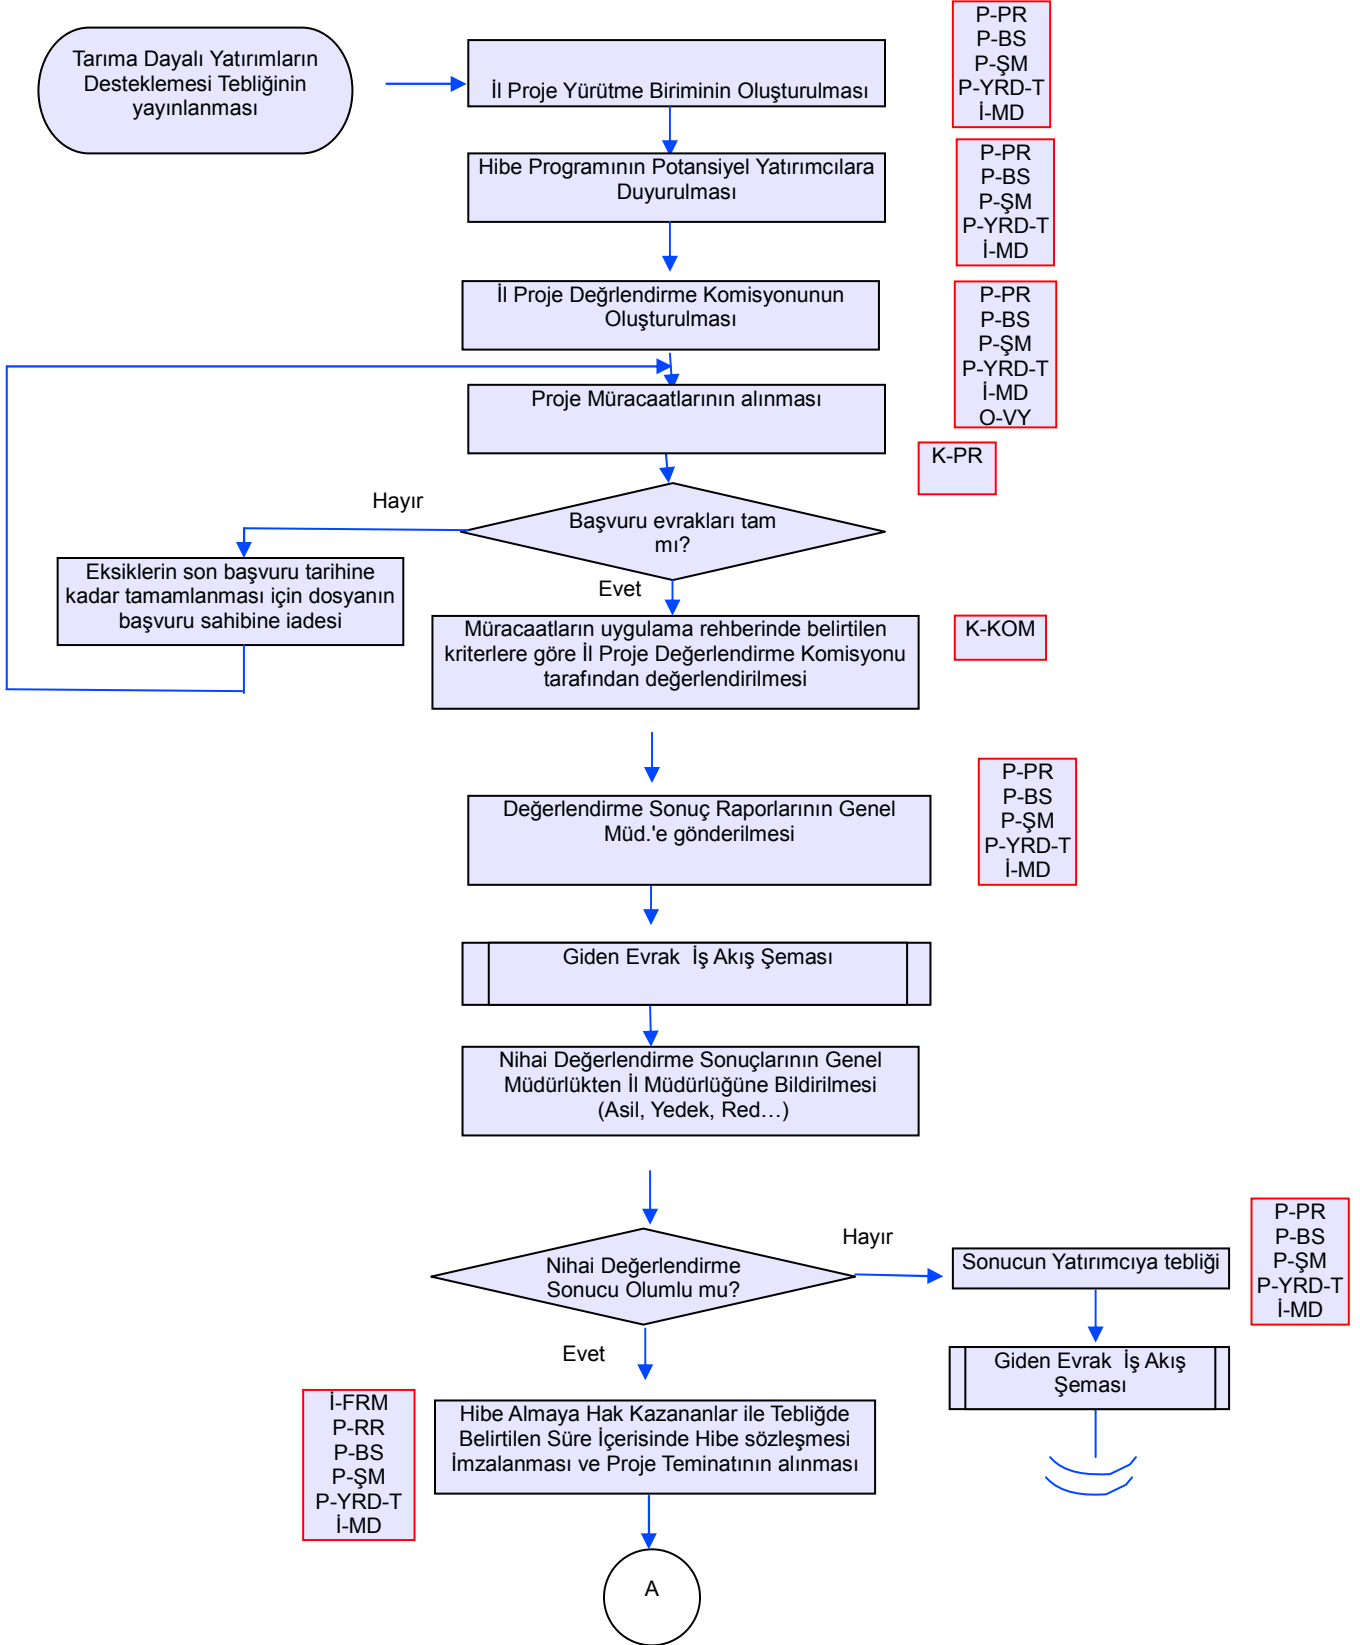 Tarıma Dayalı Yatırımların
Desteklemesi Tebliğinin
yayınlanması
İl Proje Yürütme Biriminin Oluşturulması
P-PR
P-BS
P-ŞM
P-YRD-T
İ-MD
Hibe Programının Potansiyel Yatırımcılara
Duyurulması
P-PR
P-BS
P-ŞM
P-YRD-T
İ-MD
İl Proje Değrlendirme Komisyonunun
Oluşturulması
P-PR
P-BS
P-ŞM
P-YRD-T
İ-MD
O-VY
Proje Müracaatlarının alınması
K-PR
Hayır
Başvuru evrakları tam
mı?
Eksiklerin son başvuru tarihine
kadar tamamlanması için dosyanın
başvuru sahibine iadesi
Evet
Müracaatların uygulama rehberinde belirtilen
kriterlere göre İl Proje Değerlendirme Komisyonu
tarafından değerlendirilmesi
K-KOM
Değerlendirme Sonuç Raporlarının Genel
Müd.'e gönderilmesi
P-PR
P-BS
P-ŞM
P-YRD-T
İ-MD
Giden Evrak  İş Akış Şeması
Nihai Değerlendirme Sonuçlarının Genel
Müdürlükten İl Müdürlüğüne Bildirilmesi
(Asil, Yedek, Red…)
Nihai Değerlendirme
Sonucu Olumlu mu?
Hayır
Sonucun Yatırımcıya tebliği
P-PR
P-BS
P-ŞM
P-YRD-T
İ-MD
Giden Evrak  İş Akış
Şeması
Evet
İ-FRM
P-RR
P-BS
P-ŞM
P-YRD-T
İ-MD
Hibe Almaya Hak Kazananlar ile Tebliğde
Belirtilen Süre İçerisinde Hibe sözleşmesi
İmzalanması ve Proje Teminatının alınması
A